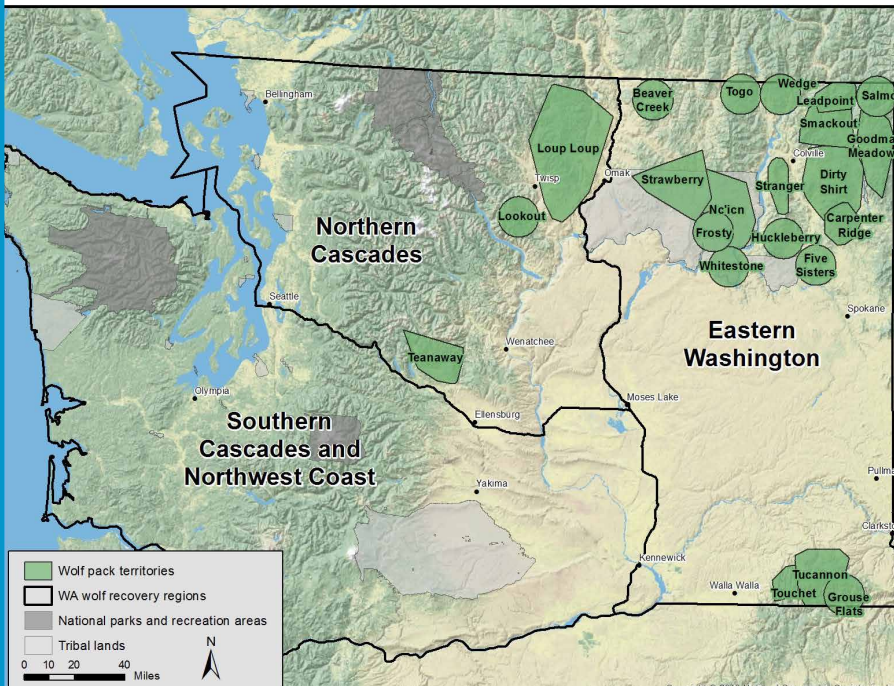 Bellingham
Beaver
Creek
Togo
Wedge
Leadpoint
Salmo
Smackout
Goodma
Meadow
Loup Loup
Colville
Twisp
Omak
Strawberry
Stranger
Dirty
Shirt
Lookout
Nc'icn
Frosty
Huckleberry
Carpenter
Ridge
Northern
Cascades
Whitestone
Five
Sisters
Seattle
Spokane
Wenatchee
Eastern
Washington
Teanaway
Olympia
Moses Lake
Ellensburg
Southern
Cascades and
Northwest Coast
Yakima
Pullma
Clarksto
Kennewick
Walla Walla
Tucannon
Touchet
Grouse
Flats
Wolf pack territories
WA wolf recovery regions
National parks and recreation areas
Tribal lands
N
0 10 20 40
Miles